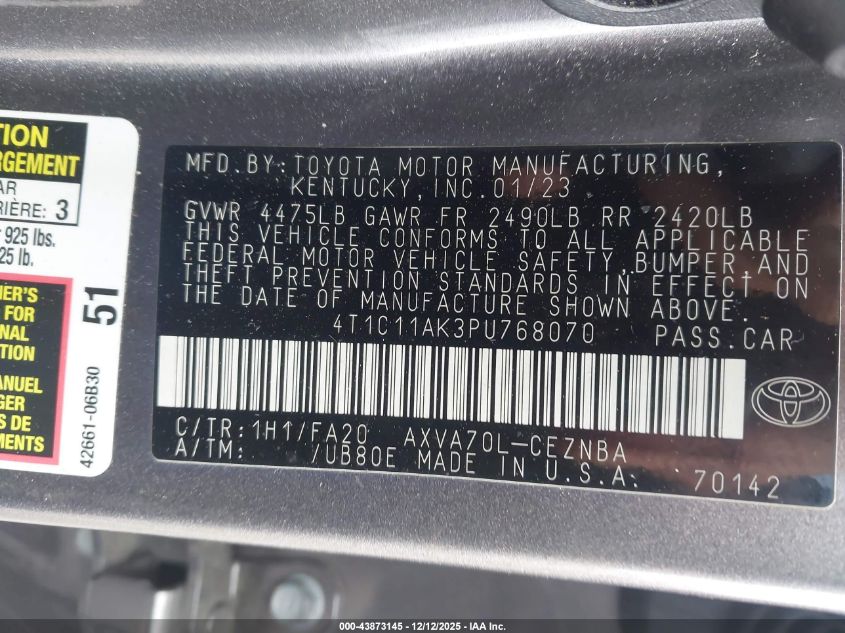 TION
RGEMENT
AR
RIÈRE: 3
925 lbs.
25 lb.
ER'S
FOR
NAL
TION
ANUEL
GER
S DE
ION
51
42661-06B30
MFD.BY:TOYOTA MOTOR MANUFACTURING,
KENTUCKY,INC.01/23
GVWR 4475LB GAWR FR 2490LB RR 2420LB
THIS VEHICLE CONFORMS TO ALL APPLICABLE
FEDERAL MOTOR VEHICLE SAFETY,BUMPER,AND
THEFT PREVENTION STANDARDS IN EFFECT ON
THE DATE OF MANUFACTURE SHOWN ABOVE.
4T1C11AK3PU768070 PASS.CAR
C/TR:1H1/FA20 AXVA70L-CEZNBA
A/TM: /UB80E MADE IN U.S.A.
70142
000-43873145 - 12/12/2025 - IAA Inc.